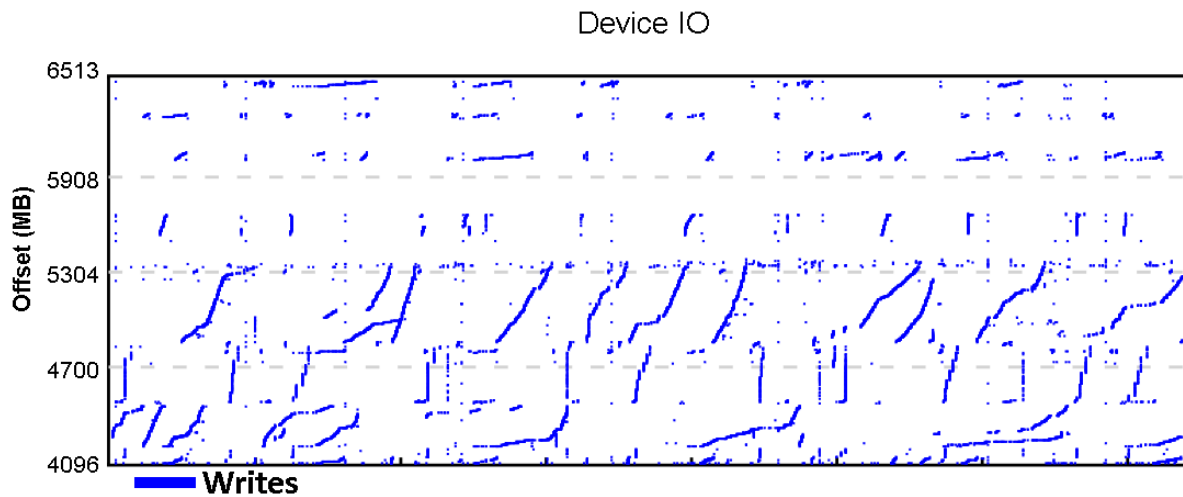 Device IO
6513
5908
5304
4700
4096
Offset (MB)
Writes